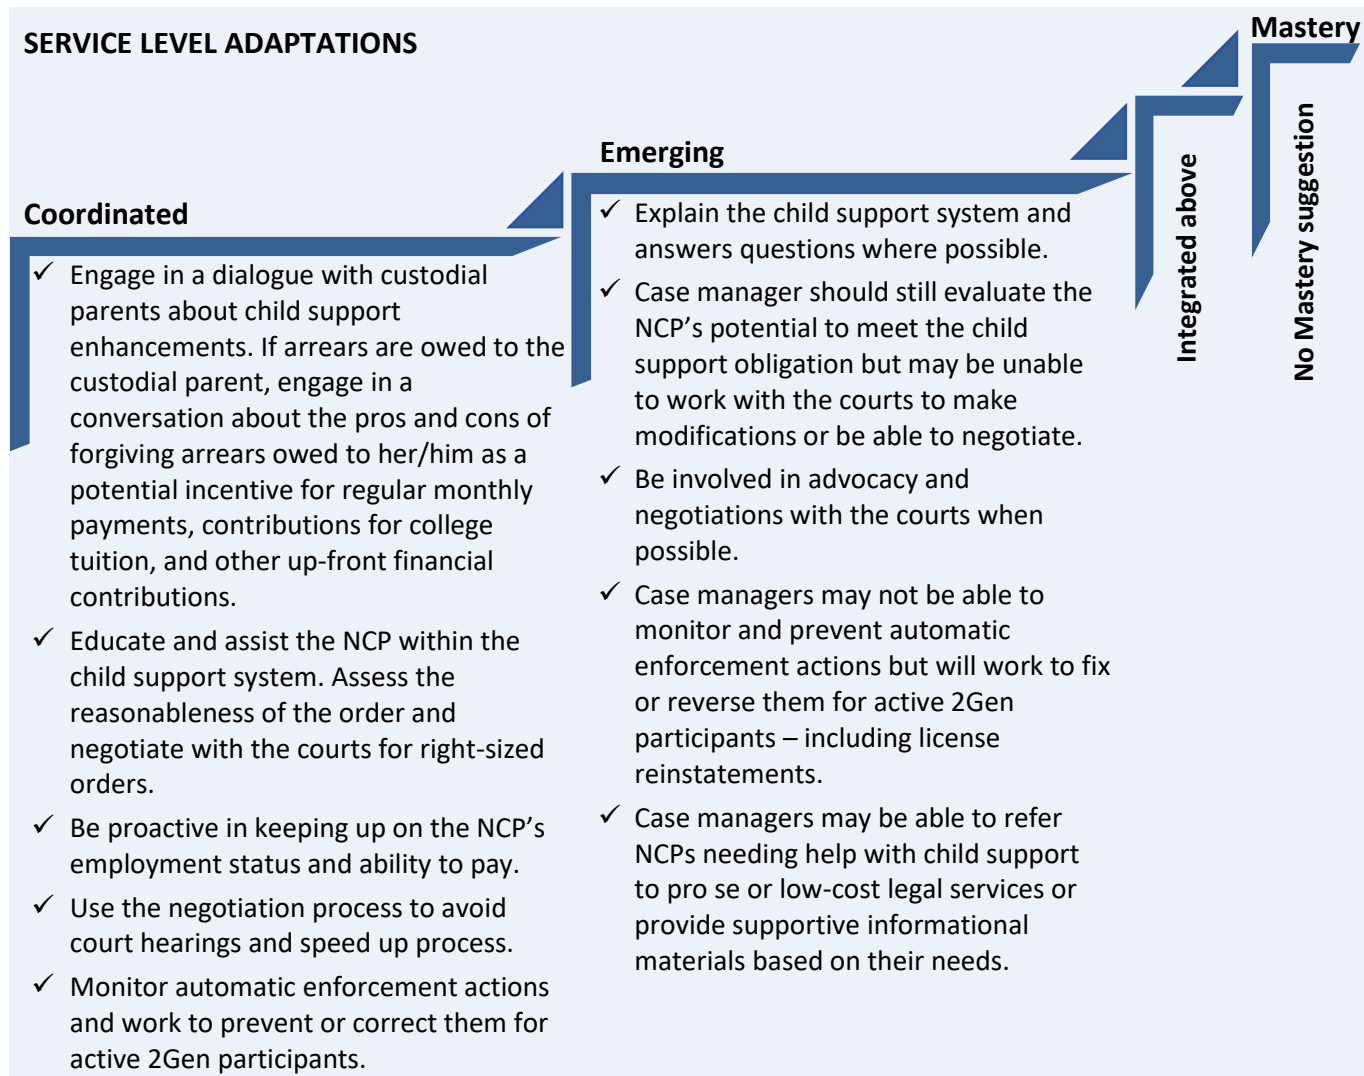 SERVICE LEVEL ADAPTATIONS
Coordinated
✓ Engage in a dialogue with custodial
parents about child support
enhancements. If arrears are owed to the
custodial parent, engage in a
conversation about the pros and cons of
forgiving arrears owed to her/him as a
potential incentive for regular monthly
payments, contributions for college
tuition, and other up-front financial
contributions.
✓ Educate and assist the NCP within the
child support system. Assess the
reasonableness of the order and
negotiate with the courts for right-sized
orders.
✓ Be proactive in keeping up on the NCP’s
employment status and ability to pay.
✓ Use the negotiation process to avoid
court hearings and speed up process.
✓ Monitor automatic enforcement actions
and work to prevent or correct them for
active 2Gen participants.
Emerging
✓ Explain the child support system and
answers questions where possible.
✓ Case manager should still evaluate the
NCP’s potential to meet the child
support obligation but may be unable
to work with the courts to make
modifications or be able to negotiate.
✓ Be involved in advocacy and
negotiations with the courts when
possible.
✓ Case managers may not be able to
monitor and prevent automatic
enforcement actions but will work to fix
or reverse them for active 2Gen
participants – including license
reinstatements.
✓ Case managers may be able to refer
NCPs needing help with child support
to pro se or low-cost legal services or
provide supportive informational
materials based on their needs.
Integrated above
Mastery
No Mastery suggestion